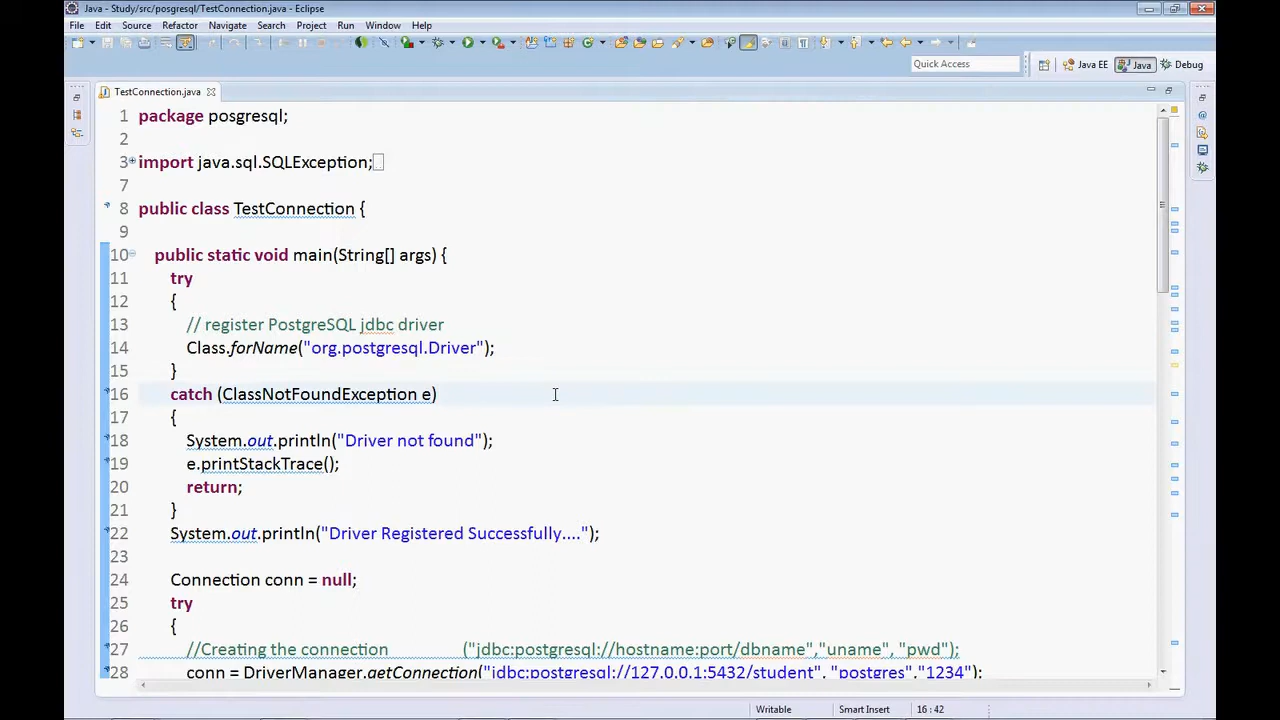 Java - Study/src/posgresql/TestConnection.java - Eclipse
File Edit Source Refactor Navigate Search Project Run Window Help
Quick Access Java EE Java Debug
TestConnection.java
1 package posgresql;
2
3 import java.sql.SQLException;
7
8 public class TestConnection {
9
10 public static void main(String[] args) {
11 try
12 {
13 // register PostgreSQL jdbc driver
14 Class.forName("org.postgresql.Driver");
15 }
16 catch (ClassNotFoundException e)
17 {
18 System.out.println("Driver not found");
19 e.printStackTrace();
20 return;
21 }
22 System.out.println("Driver Registered Successfully....");
23
24 Connection conn = null;
25 try
26 {
27 //Creating the connection ("jdbc:postgresql://hostname:port/dbname","uname", "pwd");
28 conn = DriverManager.getConnection("jdbc:postgresql://127.0.0.1:5432/student", "postgres","1234");
Writable Smart Insert 16 : 42